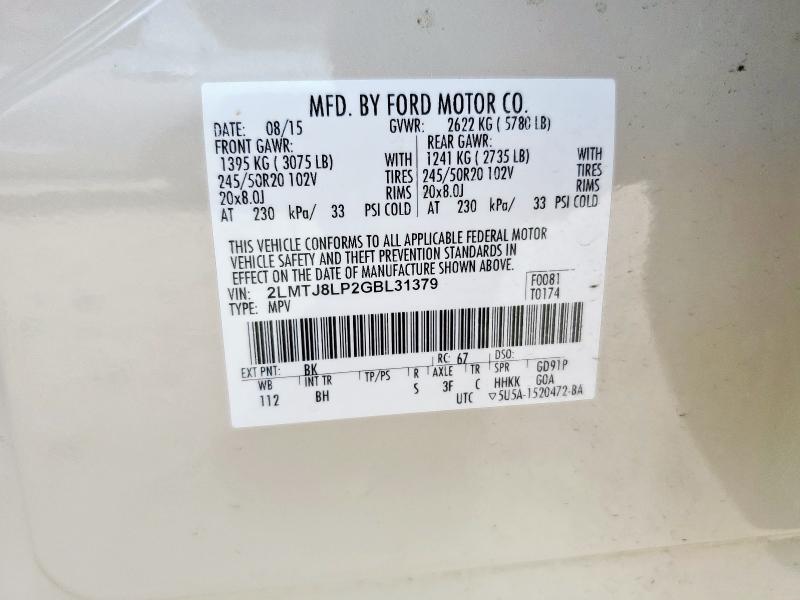 MFD. BY FORD MOTOR CO.
DATE: 08/15 GVWR: 2622 KG ( 5780 LB)
FRONT GAWR: REAR GAWR:
1395 KG ( 3075 LB) WITH 1241 KG ( 2735 LB) WITH
245/50R20 102V TIRES 245/50R20 102V TIRES
20x8.0J RIMS 20x8.0J RIMS
AT 230 kPa/ 33 PSI COLD AT 230 kPa/ 33 PSI COLD
THIS VEHICLE CONFORMS TO ALL APPLICABLE FEDERAL MOTOR
VEHICLE SAFETY AND THEFT PREVENTION STANDARDS IN
EFFECT ON THE DATE OF MANUFACTURE SHOWN ABOVE.
VIN: 2LMTJ8LP2GBL31379 F0081
TYPE: MPV T0174
EXT PNT: BK RC: 67 DSO:
WB INT TR TP/PS R AXLE TR SPR GD91P
112 BH S 3F C HHKK GOA
UTC ▽5U5A-1520472-BA